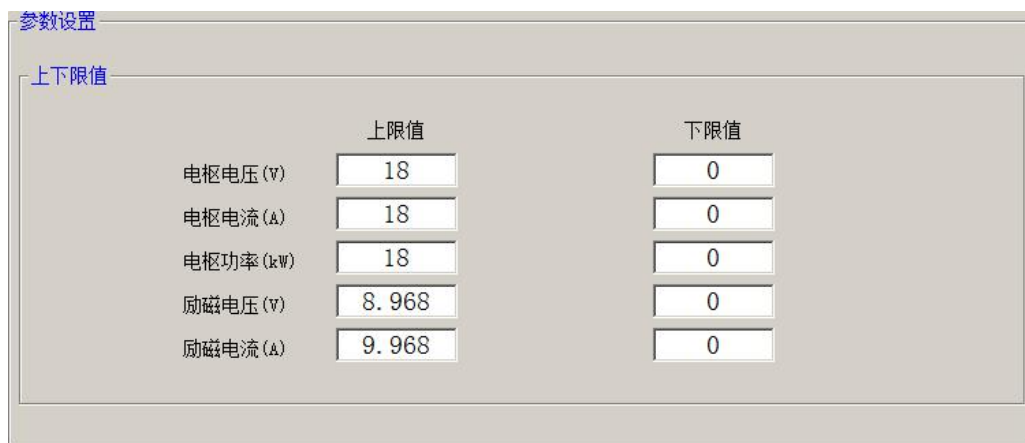 参数设置
上下限值
上限值 下限值
电枢电压(V) 18 0
电枢电流(A) 18 0
电枢功率(kW) 18 0
励磁电压(V) 8.968 0
励磁电流(A) 9.968 0